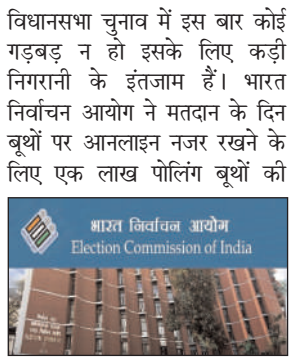 विधानसभा चुनाव में इस बार कोई
गड़बड़ न हो इसके लिए कड़ी
निगरानी के इंतजाम हैं। भारत
निर्वाचन आयोग ने मतदान के दिन
बूथों पर आनलाइन नजर रखने के
लिए एक लाख पोलिंग बूथों की
भारत निर्वाचन आयोग
Election Commission of India